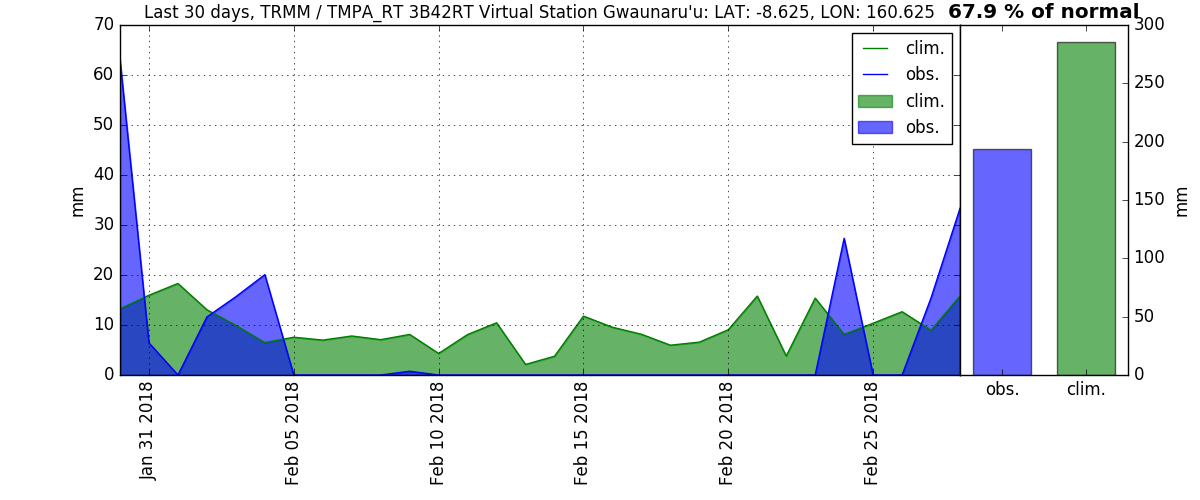 Last 30 days, TRMM / TMPA_RT 3B42RT Virtual Station Gwaunaru'u: LAT: -8.625, LON: 160.625
67.9 % of normal
70
60
50
40
30
20
10
0
mm
clim.
obs.
clim.
obs.
Jan 31 2018
Feb 05 2018
Feb 10 2018
Feb 15 2018
Feb 20 2018
Feb 25 2018
300
250
200
150
100
50
0
mm
obs.
clim.